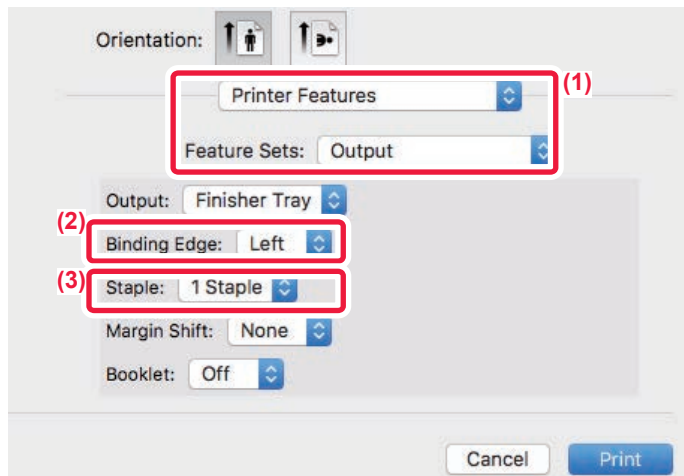 Orientation:
(1)
Printer Features
Feature Sets: Output
Output: Finisher Tray
(2)
Binding Edge: Left
(3)
Staple: 1 Staple
Margin Shift: None
Booklet: Off
Cancel Print